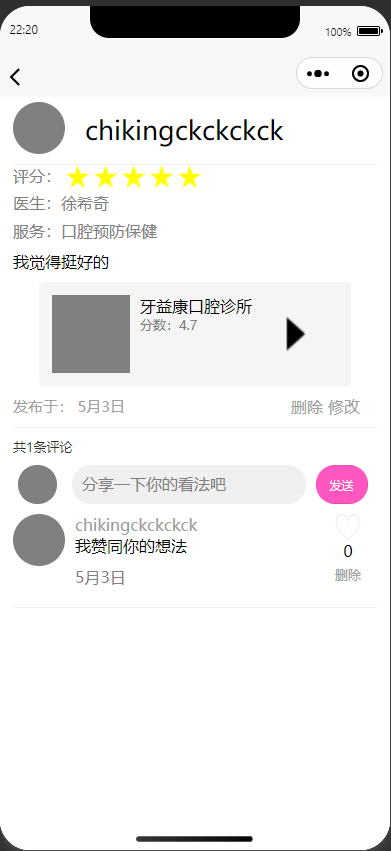 22:20
100%
chikingckckckck
评分：
医生：徐希奇
服务：口腔预防保健
我觉得挺好的
牙益康口腔诊所
分数：4.7
发布于： 5月3日
删除 修改
共1条评论
分享一下你的看法吧
发送
chikingckckckck
我赞同你的想法
0
5月3日
删除